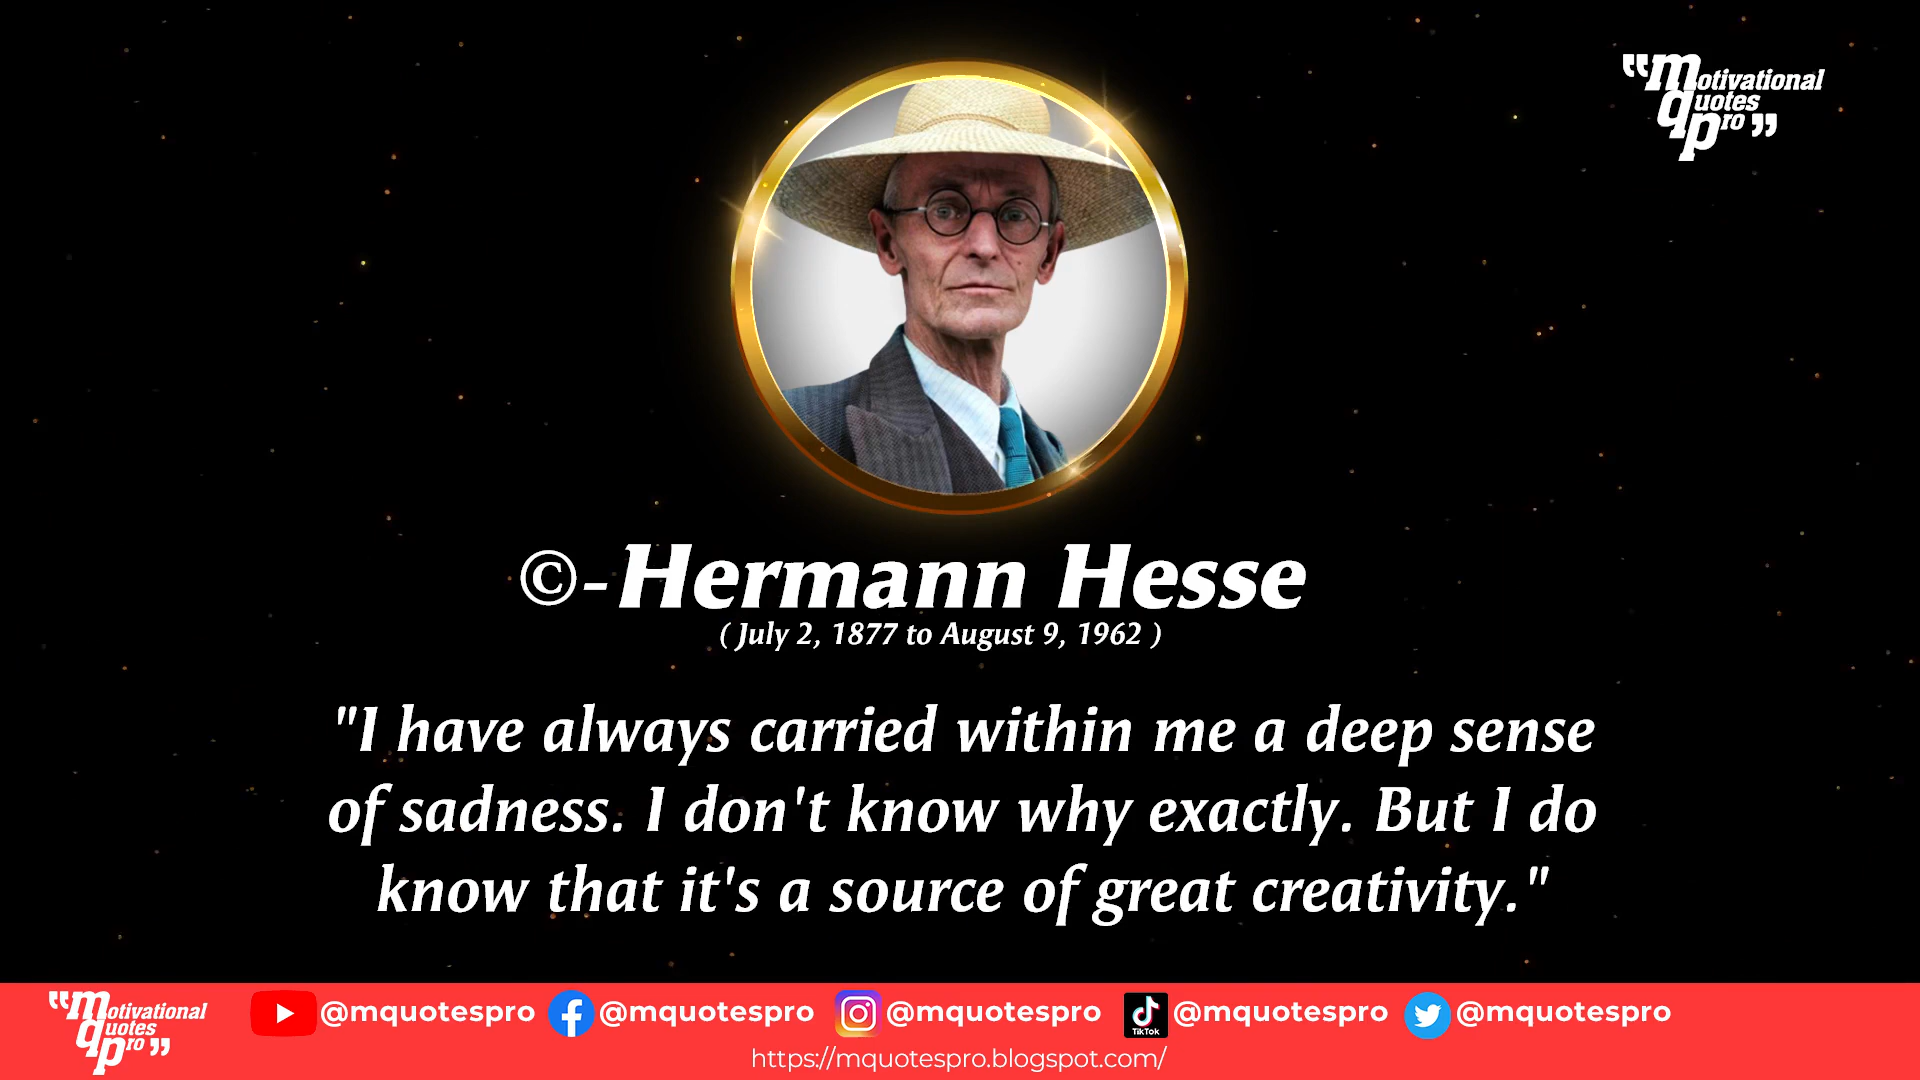 “Motivational
Quotes
Pro”
©-Hermann Hesse
( July 2, 1877 to August 9, 1962 )
"I have always carried within me a deep sense
of sadness. I don't know why exactly. But I do
know that it's a source of great creativity."
“motivational
quotes
pro”
@mquotespro @mquotespro @mquotespro TikTok @mquotespro @mquotespro
https://mquotespro.blogspot.com/